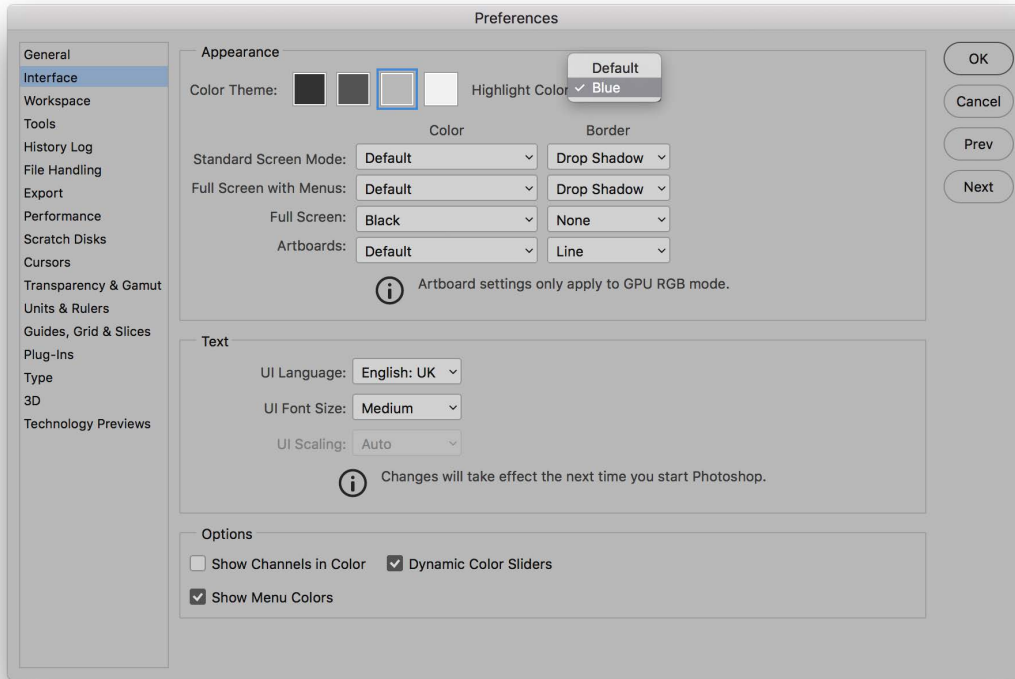 Preferences
General
Interface
Workspace
Tools
History Log
File Handling
Export
Performance
Scratch Disks
Cursors
Transparency & Gamut
Units & Rulers
Guides, Grid & Slices
Plug-Ins
Type
3D
Technology Previews
Appearance
Color Theme:
Highlight Color
Default
✓ Blue
Color Border
Standard Screen Mode: Default Drop Shadow
Full Screen with Menus: Default Drop Shadow
Full Screen: Black None
Artboards: Default Line
Artboard settings only apply to GPU RGB mode.
Text
UI Language: English: UK
UI Font Size: Medium
UI Scaling: Auto
Changes will take effect the next time you start Photoshop.
Options
Show Channels in Color Dynamic Color Sliders
Show Menu Colors
OK
Cancel
Prev
Next